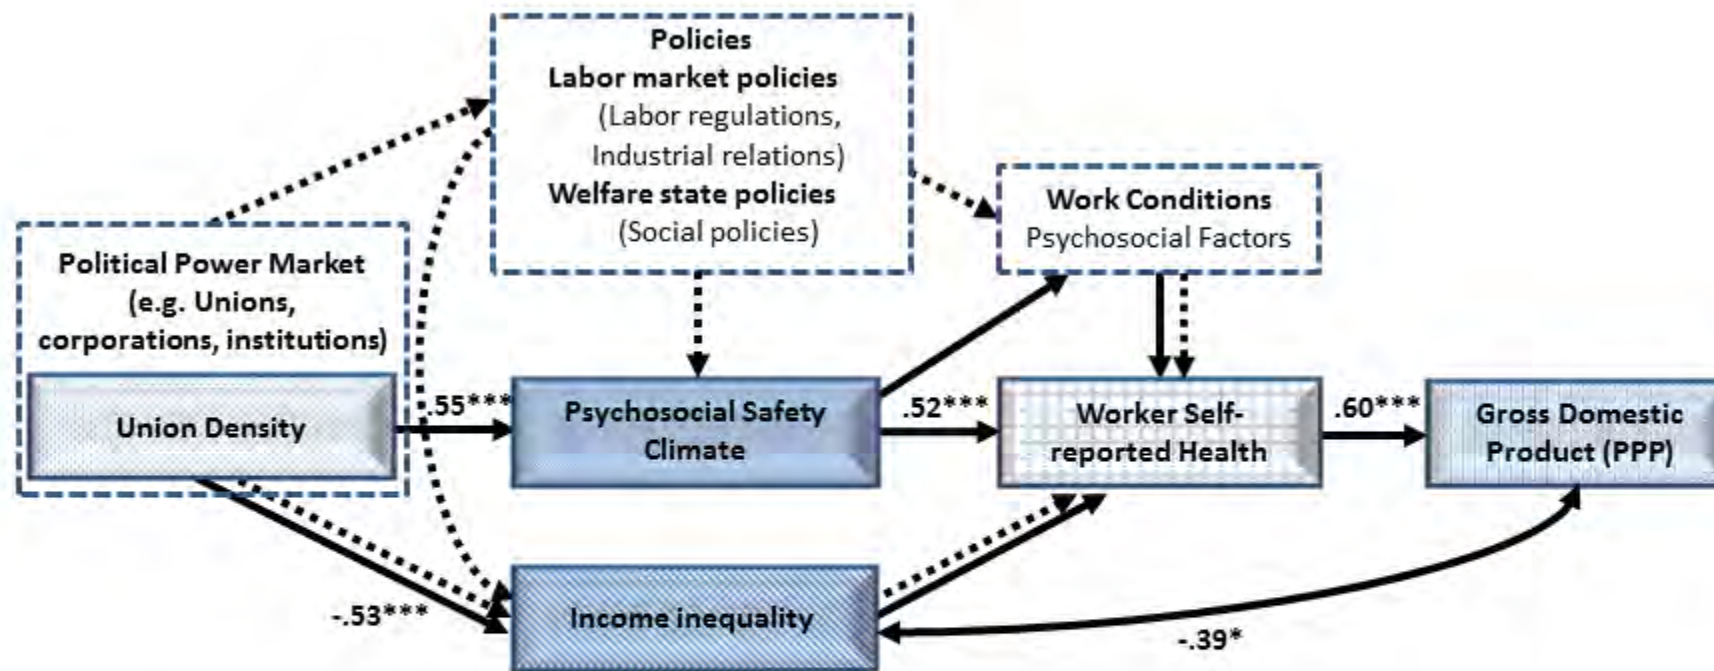 Policies
Labor market policies
(Labor regulations,
Industrial relations)
Welfare state policies
(Social policies)
Work Conditions
Psychosocial Factors
Political Power Market
(e.g. Unions,
corporations, institutions)
Union Density
.55***
Psychosocial Safety
Climate
.52***
Worker Self-
reported Health
.60***
Gross Domestic
Product (PPP)
-.53***
Income inequality
-.39*